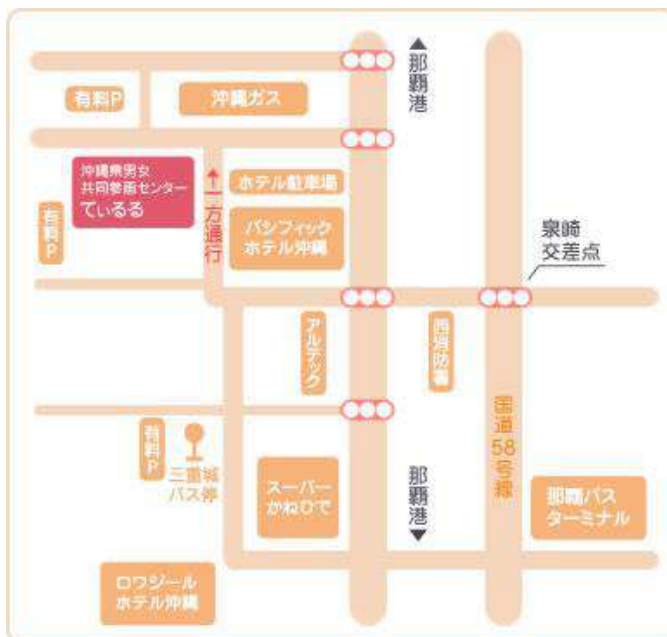 ▲那覇港
有料P
沖縄ガス
沖縄県男女
共同参画センター
ているる
↑一方通行
ホテル駐車場
有料P
パシフィック
ホテル沖縄
泉崎
交差点
アルテック
西消防署
国道58号線
有料P
三重城
バス停
スーパー
かねひで
那覇港▼
那覇バス
ターミナル
ロワジール
ホテル沖縄